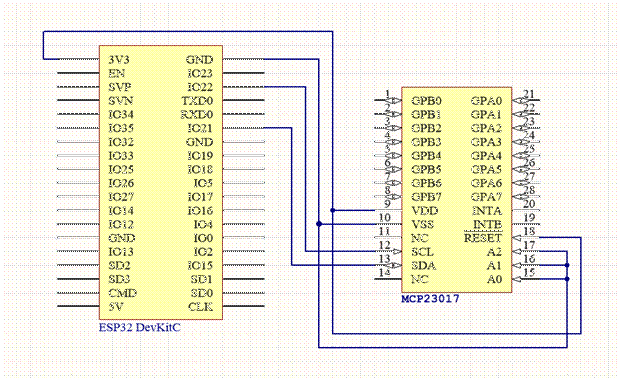 3V3 GND
EN IO23
SVP IO22
SVN TXD0
IO34 RXD0
IO35 IO21
IO32 GND
IO33 IO19
IO25 IO18
IO26 IO5
IO27 IO17
IO14 IO16
IO12 IO4
GND IO0
IO13 IO2
SD2 IO15
SD3 SD1
CMD SD0
5V CLK
ESP32 DevKitC
1 GPB0 GPA0 21
2 GPB1 GPA1 22
3 GPB2 GPA2 23
4 GPB3 GPA3 24
5 GPB4 GPA4 25
6 GPB5 GPA5 26
7 GPB6 GPA6 27
8 GPB7 GPA7 28
9 VDD INTA 20
10 VSS INTB 19
11 NC RESET 18
12 SCL A2 17
13 SDA A1 16
14 NC A0 15
MCP23017